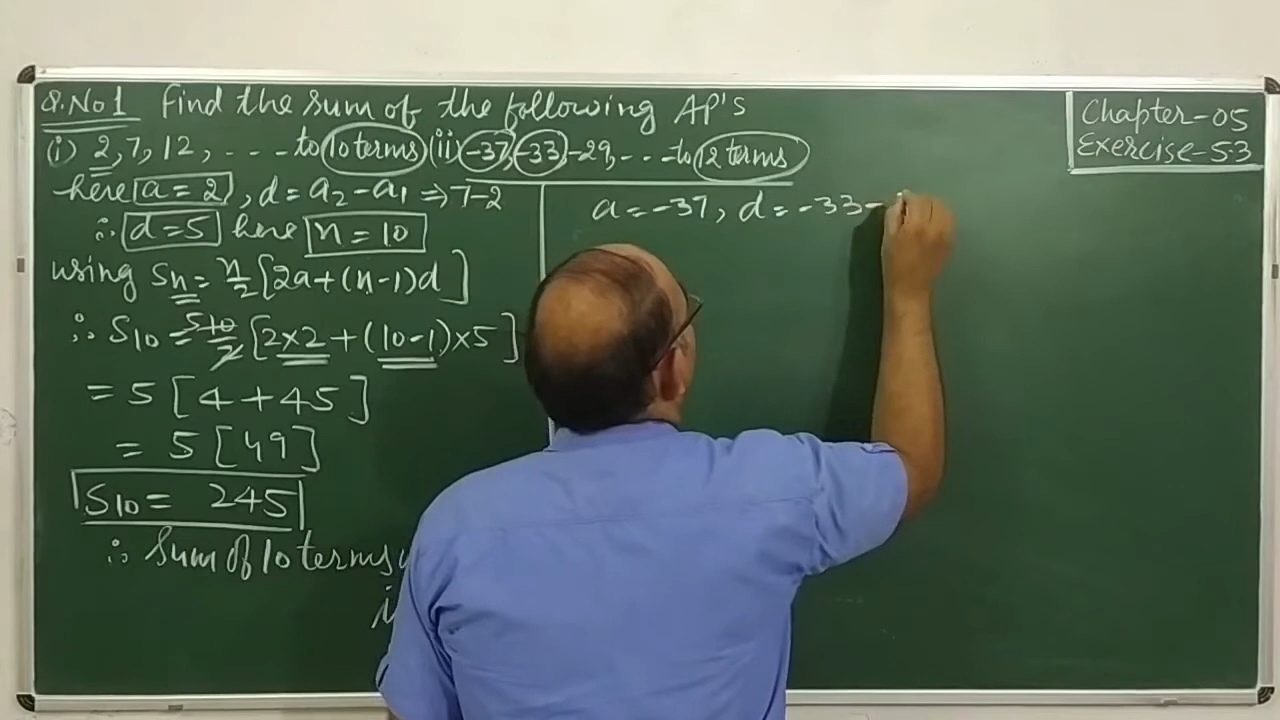 Q.No1 Find the sum of the following AP's
(i) 2, 7, 12, ---- to 10 terms (ii) -37, -33, -29, --- to 12 terms
here a = 2, d = a2 - a1 ⇒ 7-2
∴ d = 5 here n = 10
using Sn = n/2 [2a + (n-1)d]
∴ S10 = 5 10/2 [2×2 + (10-1)×5]
= 5 [4 + 45]
= 5 [49]
S10 = 245
∴ Sum of 10 terms
a = -37, d = -33 -
Chapter-05
Exercise-5.3